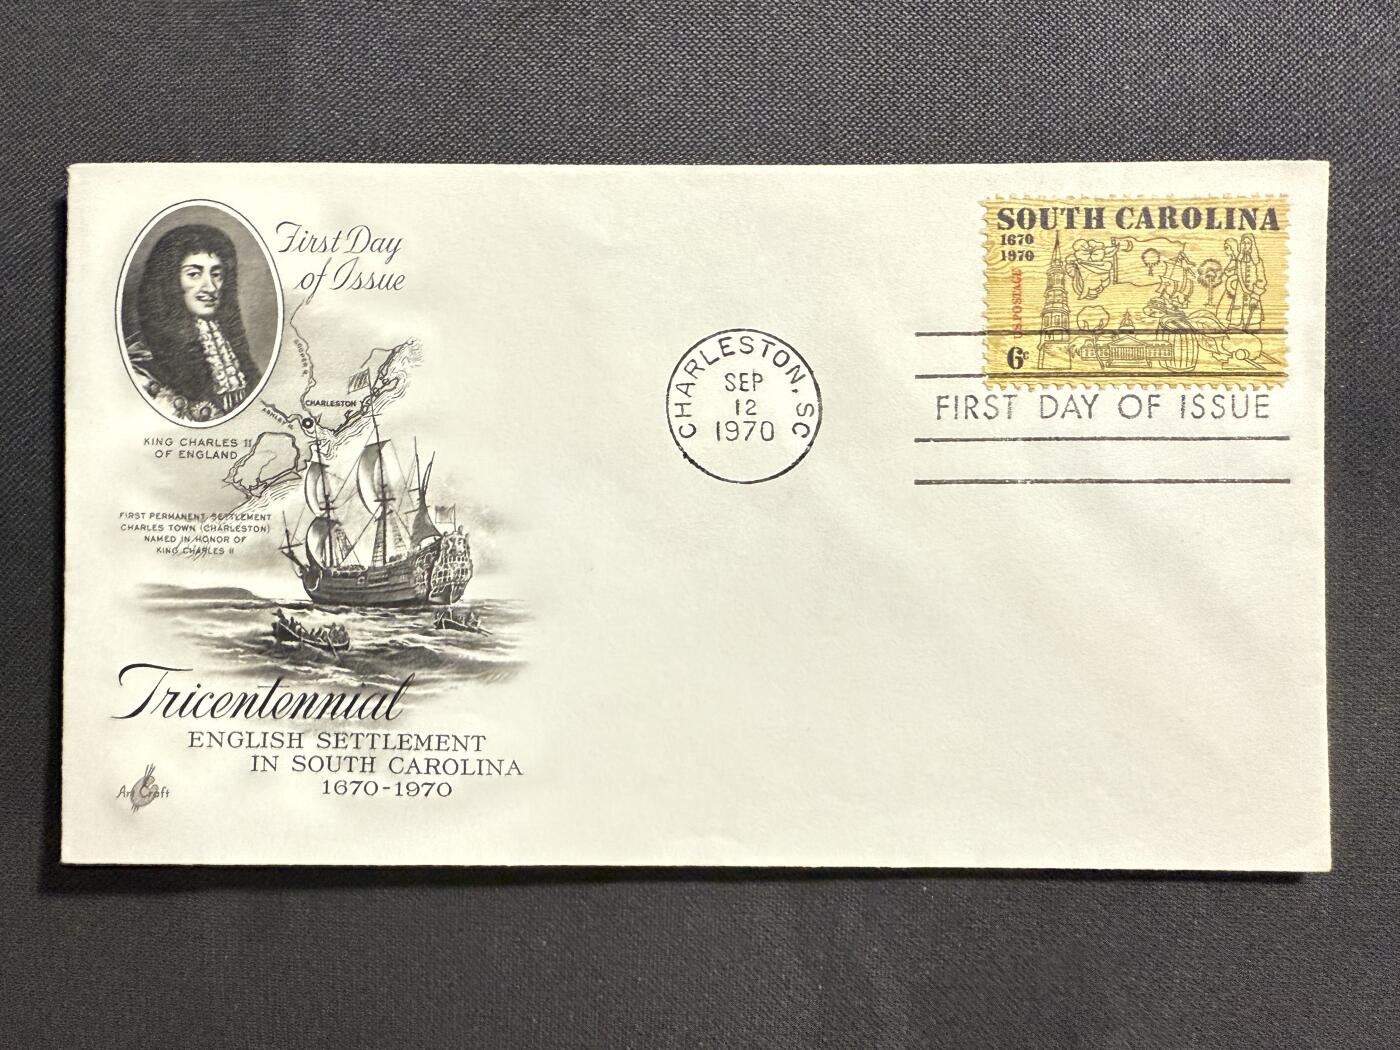 First Day
of Issue
COOPER R.
CHARLESTON
ASHLEY R.
KING CHARLES II
OF ENGLAND
FIRST PERMANENT SETTLEMENT
CHARLES TOWN (CHARLESTON)
NAMED IN HONOR OF
KING CHARLES II
Tricentennial
ENGLISH SETTLEMENT
IN SOUTH CAROLINA
1670-1970
Art Craft
CHARLESTON, SC
SEP
12
1970
SOUTH CAROLINA
1670
1970
U.S. POSTAGE
6c
FIRST DAY OF ISSUE